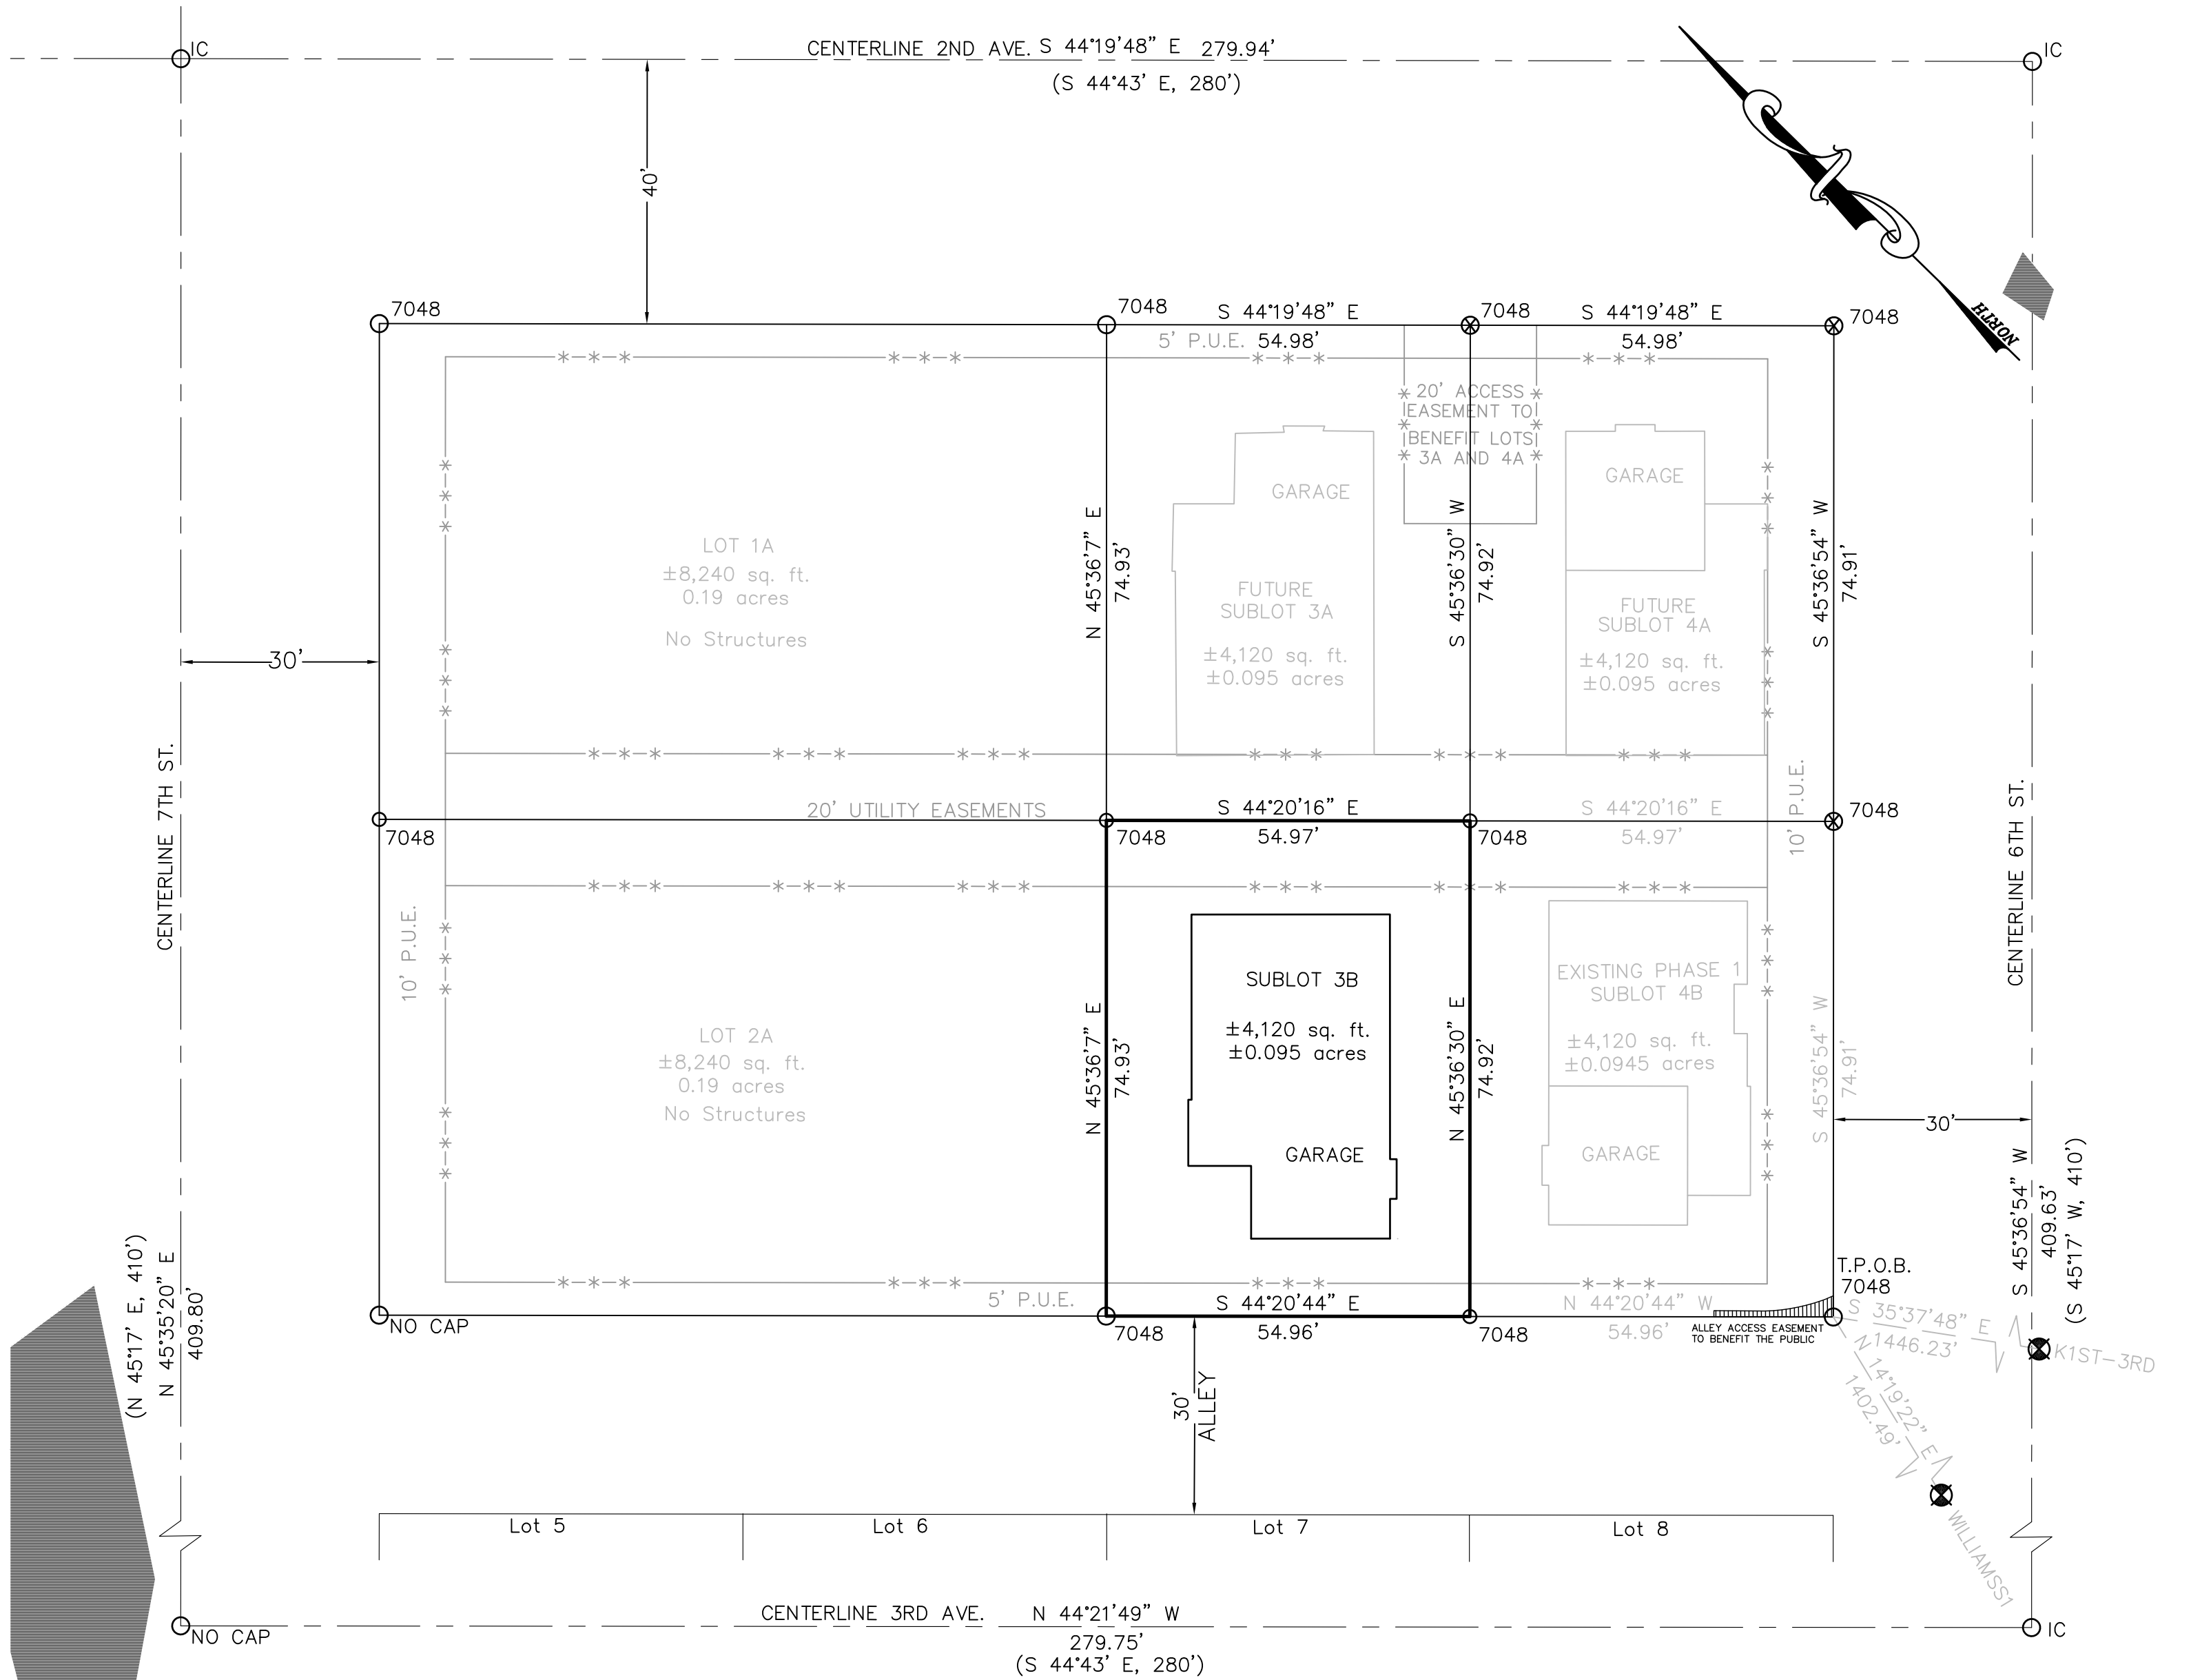 IC
CENTERLINE 2ND AVE. S 44°19'48" E 279.94'
(S 44°43' E, 280')
IC
40'
NORTH
7048
7048
S 44°19'48" E
7048
S 44°19'48" E
7048
5' P.U.E.
54.98'
54.98'
20' ACCESS
EASEMENT TO
BENEFIT LOTS
3A AND 4A
GARAGE
GARAGE
LOT 1A
±8,240 sq. ft.
0.19 acres
No Structures
N 45°36'7" E
74.93'
FUTURE
SUBLOT 3A
±4,120 sq. ft.
±0.095 acres
S 45°36'30" W
74.92'
FUTURE
SUBLOT 4A
±4,120 sq. ft.
±0.095 acres
S 45°36'54" W
74.91'
30'
CENTERLINE 7TH ST.
10' P.U.E.
CENTERLINE 6TH ST.
20' UTILITY EASEMENTS
S 44°20'16" E
S 44°20'16" E
7048
7048
7048
54.97'
7048
54.97'
10' P.U.E.
LOT 2A
±8,240 sq. ft.
0.19 acres
No Structures
N 45°36'7" E
74.93'
SUBLOT 3B
±4,120 sq. ft.
±0.095 acres
GARAGE
N 45°36'30" E
74.92'
EXISTING PHASE 1
SUBLOT 4B
±4,120 sq. ft.
±0.0945 acres
GARAGE
S 45°36'54" W
74.91'
30'
(N 45°17' E, 410')
N 45°35'20" E
409.80'
S 45°36'54" W
409.63'
(S 45°17' W, 410')
T.P.O.B.
7048
5' P.U.E.
S 44°20'44" E
N 44°20'44" W
NO CAP
7048
54.96'
7048
54.96'
ALLEY ACCESS EASEMENT
TO BENEFIT THE PUBLIC
S 35°37'48" E
1446.23'
K1ST-3RD
N 14°19'22" E
1402.49'
WILLIAMSS1
30'
ALLEY
Lot 5
Lot 6
Lot 7
Lot 8
CENTERLINE 3RD AVE. N 44°21'49" W
NO CAP
279.75'
(S 44°43' E, 280')
IC